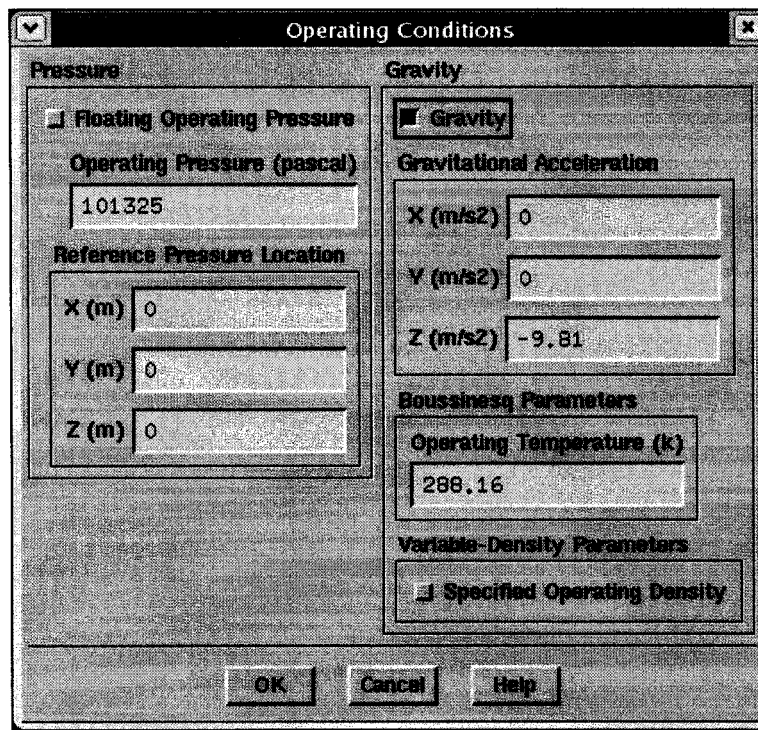 Operating Conditions
Pressure
Floating Operating Pressure
Operating Pressure (pascal)
101325
Reference Pressure Location
X (m) 0
Y (m) 0
Z (m) 0
Gravity
Gravity
Gravitational Acceleration
X (m/s2) 0
Y (m/s2) 0
Z (m/s2) -9.81
Boussinesq Parameters
Operating Temperature (k)
288.16
Variable-Density Parameters
Specified Operating Density
OK Cancel Help